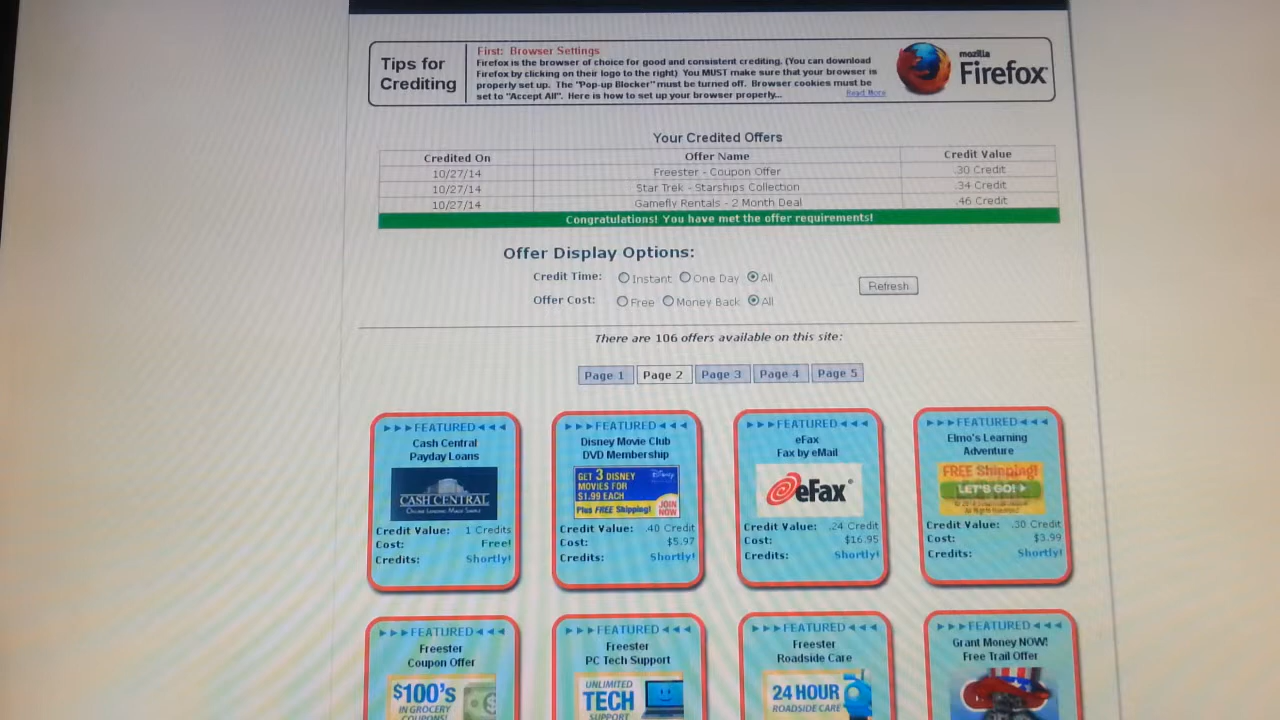 Tips for
Crediting
First: Browser Settings
Firefox is the browser of choice for good and consistent crediting. (You can download
Firefox by clicking on their logo to the right) You MUST make sure that your browser is
properly set up. The "Pop-up Blocker" must be turned off. Browser cookies must be
set to "Accept All". Here is how to set up your browser properly...
Read More
mozilla
Firefox
Your Credited Offers
Credited On Offer Name Credit Value
10/27/14 Freester - Coupon Offer .30 Credit
10/27/14 Star Trek - Starships Collection .34 Credit
10/27/14 Gamefly Rentals - 2 Month Deal .46 Credit
Congratulations! You have met the offer requirements!
Offer Display Options:
Credit Time: Instant One Day All
Refresh
Offer Cost: Free Money Back All
There are 106 offers available on this site:
Page 1 Page 2 Page 3 Page 4 Page 5
►►►FEATURED◄◄◄
Cash Central
Payday Loans
CASH CENTRAL
Credit Value: 1 Credits
Cost: Free!
Credits: Shortly!
►►►FEATURED◄◄◄
Disney Movie Club
DVD Membership
GET 3 DISNEY
MOVIES FOR
$1.99 EACH
Plus FREE Shipping!
Disney
JOIN
NOW
Credit Value: .40 Credit
Cost: $5.97
Credits: Shortly!
►►►FEATURED◄◄◄
eFax
Fax by eMail
eFax
Credit Value: .24 Credit
Cost: $16.95
Credits: Shortly!
►►►FEATURED◄◄◄
Elmo's Learning
Adventure
FREE Shipping!
LET'S GO!
Credit Value: .30 Credit
Cost: $3.99
Credits: Shortly!
►►►FEATURED◄◄◄
Freester
Coupon Offer
$100's
IN GROCERY
COUPONS!
►►►FEATURED◄◄◄
Freester
PC Tech Support
UNLIMITED
TECH
SUPPORT
►►►FEATURED◄◄◄
Freester
Roadside Care
24 HOUR
ROADSIDE CARE
►►►FEATURED◄◄◄
Grant Money NOW!
Free Trail Offer